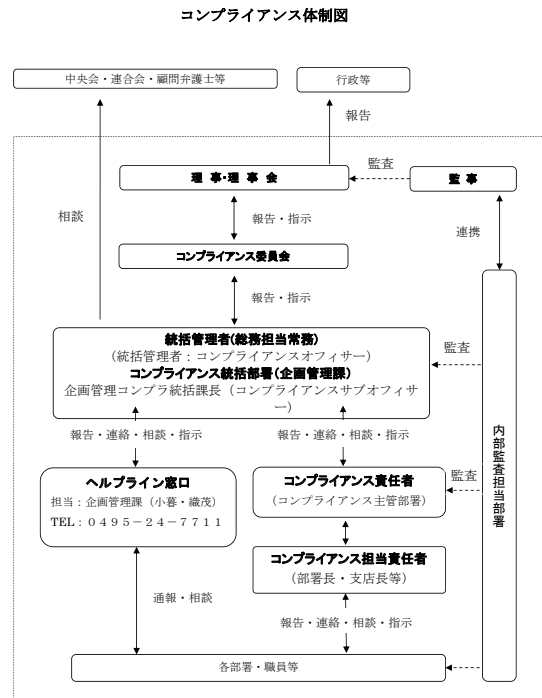 コンプライアンス体制図
中央会・連合会・顧問弁護士等
行政等
報告
監査
理 事・理 事 会
監 事
相談
報告・指示
連携
コンプライアンス委員会
報告・指示
統括管理者(総務担当常務)
(統括管理者：コンプライアンスオフィサー)
コンプライアンス統括部署(企画管理課)
企画管理コンプラ統括課長（コンプライアンスサブオフィサ
ー）
監査
報告・連絡・相談・指示
報告・連絡・相談・指示
内部監査担当部署
ヘルプライン窓口
担当：企画管理課（小暮・織茂）
TEL：０４９５－２４－７７１１
コンプライアンス責任者
（コンプライアンス主管部署）
監査
コンプライアンス担当責任者
（部署長・支店長等）
通報・相談
報告・連絡・相談・指示
各部署・職員等